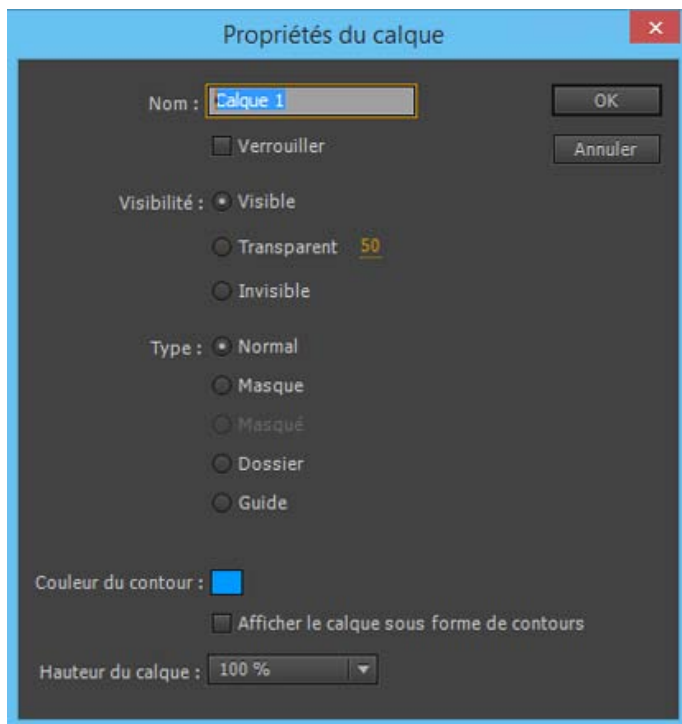 Propriétés du calque
Nom : Calque 1 OK
Verrouiller Annuler
Visibilité : Visible
Transparent 50
Invisible
Type : Normal
Masque
Masqué
Dossier
Guide
Couleur du contour :
Afficher le calque sous forme de contours
Hauteur du calque : 100 %